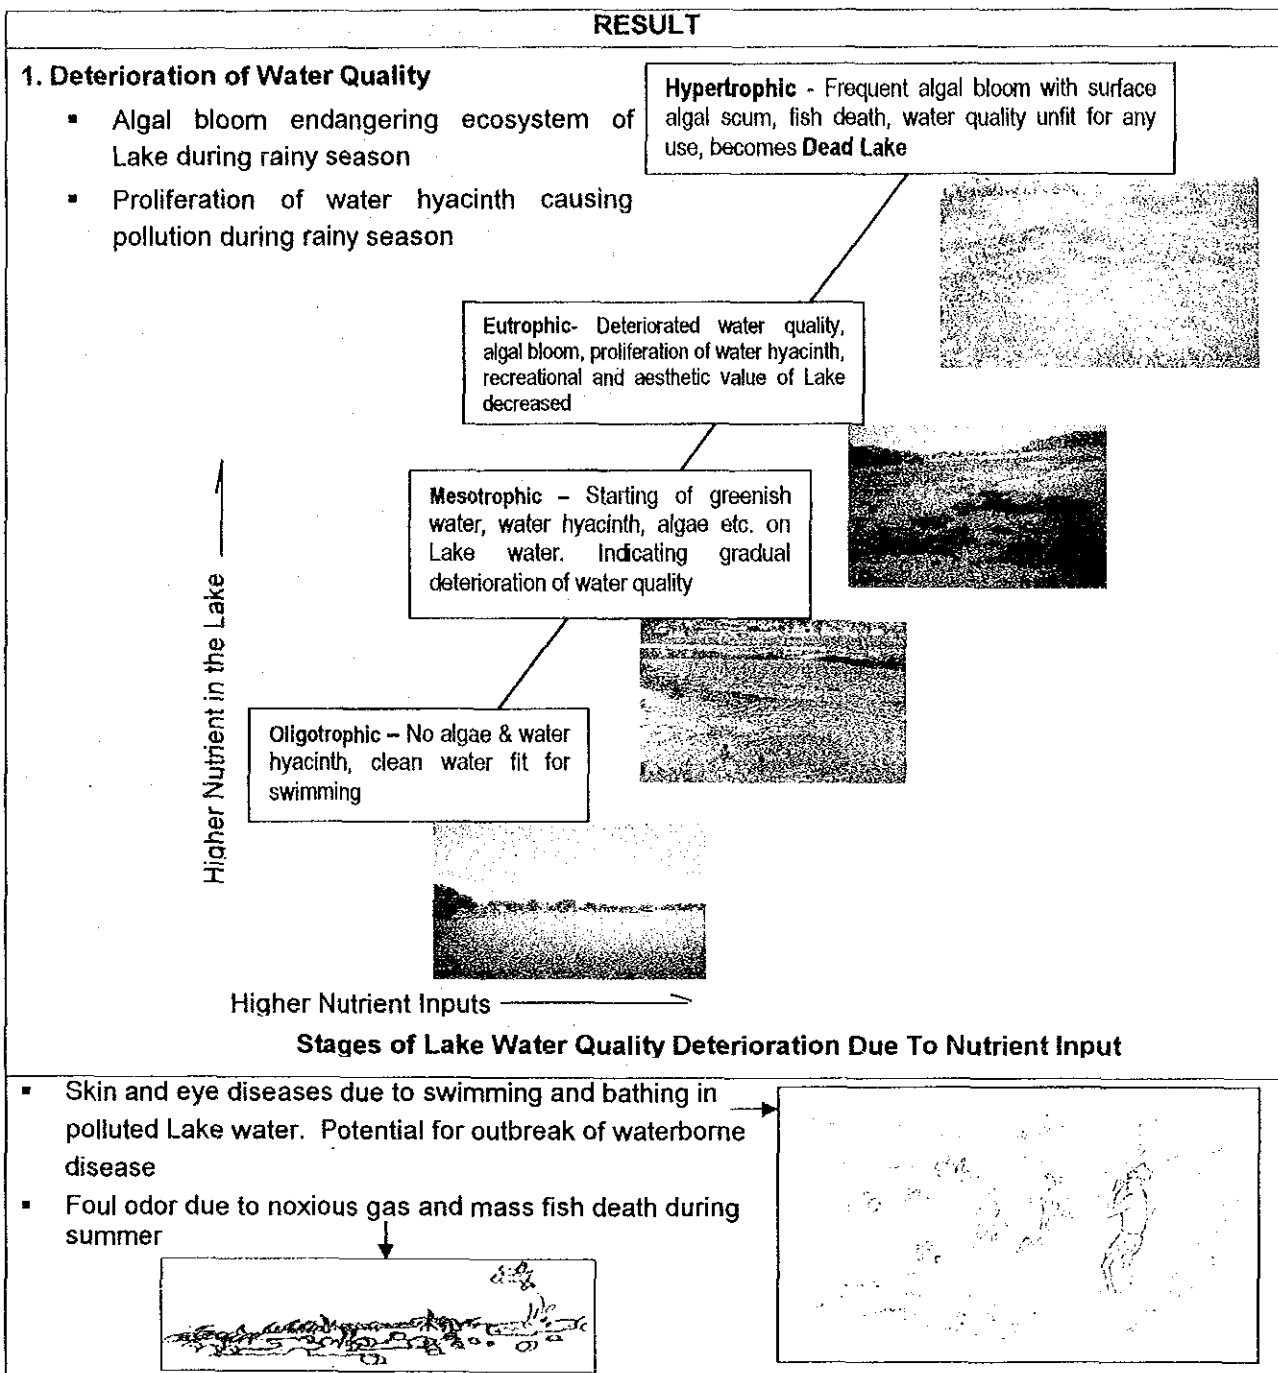 RESULT
1. Deterioration of Water Quality
▪ Algal bloom endangering ecosystem of
Lake during rainy season
▪ Proliferation of water hyacinth causing
pollution during rainy season
Hypertrophic - Frequent algal bloom with surface
algal scum, fish death, water quality unfit for any
use, becomes Dead Lake
Eutrophic- Deteriorated water quality,
algal bloom, proliferation of water hyacinth,
recreational and aesthetic value of Lake
decreased
Mesotrophic – Starting of greenish
water, water hyacinth, algae etc. on
Lake water. Indicating gradual
deterioration of water quality
Oligotrophic – No algae & water
hyacinth, clean water fit for
swimming
Higher Nutrient in the Lake
Higher Nutrient Inputs
Stages of Lake Water Quality Deterioration Due To Nutrient Input
▪ Skin and eye diseases due to swimming and bathing in
polluted Lake water. Potential for outbreak of waterborne
disease
▪ Foul odor due to noxious gas and mass fish death during
summer